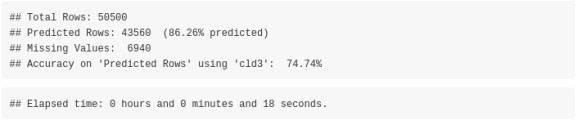 ## Total Rows: 50500
## Predicted Rows: 43560  (86.26% predicted)
## Missing Values:  6940
## Accuracy on 'Predicted Rows' using 'cld3':  74.74%
## Elapsed time: 0 hours and 0 minutes and 18 seconds.